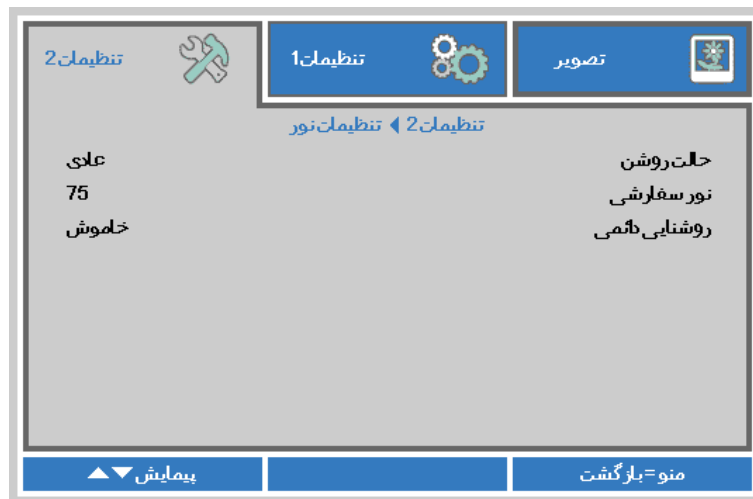 تصویر
تنظیمات1
تنظیمات2
تنظیمات2 ◀ تنظیمات نور
حالت روشن عادی
نور سفارشی 75
روشنایی دائمی خاموش
منو=بازگشت
پیمایش▼▲